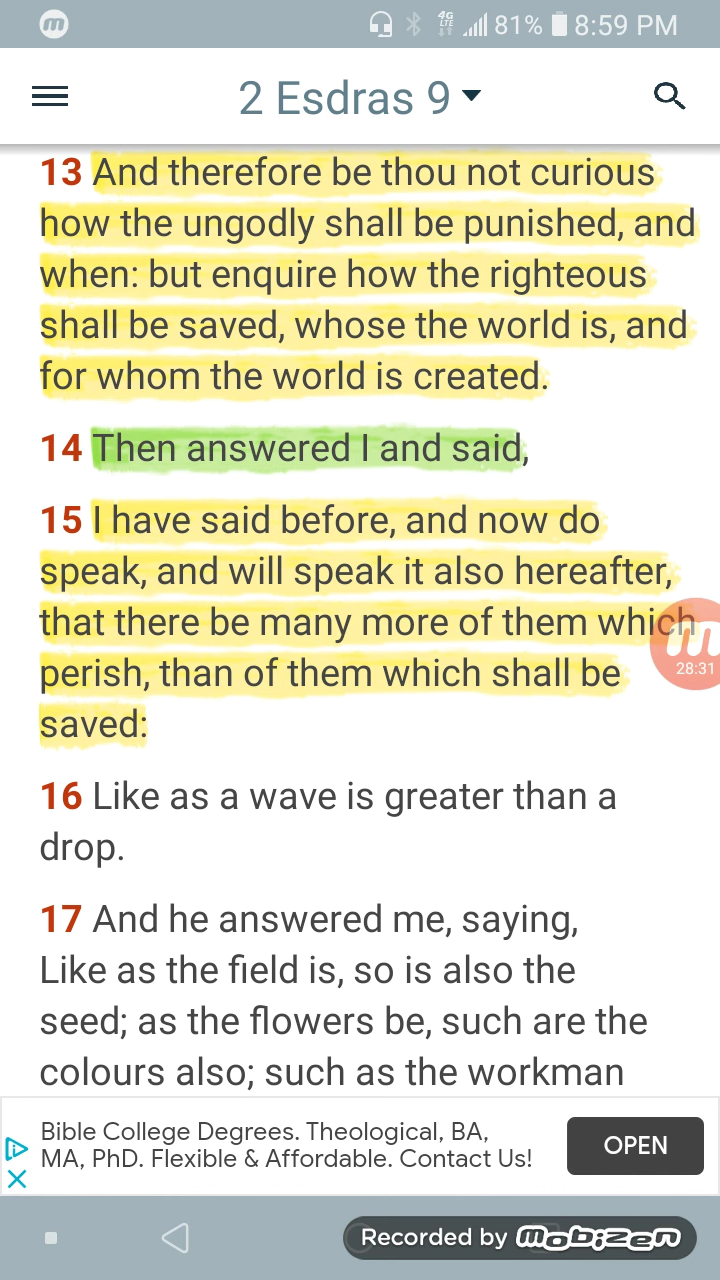 m 4G LTE 81% 8:59 PM
2 Esdras 9
13 And therefore be thou not curious
how the ungodly shall be punished, and
when: but enquire how the righteous
shall be saved, whose the world is, and
for whom the world is created.
14 Then answered I and said,
15 I have said before, and now do
speak, and will speak it also hereafter,
that there be many more of them which
perish, than of them which shall be
saved:
m
28:31
16 Like as a wave is greater than a
drop.
17 And he answered me, saying,
Like as the field is, so is also the
seed; as the flowers be, such are the
colours also; such as the workman
Bible College Degrees. Theological, BA,
MA, PhD. Flexible & Affordable. Contact Us!
OPEN
Recorded by mobizen